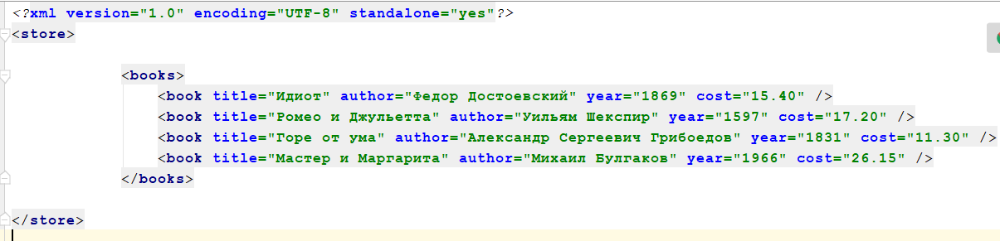 <?xml version="1.0" encoding="UTF-8" standalone="yes"?>
<store>
<books>
<book title="Идиот" author="Федор Достоевский" year="1869" cost="15.40" />
<book title="Ромео и Джульетта" author="Уильям Шекспир" year="1597" cost="17.20" />
<book title="Горе от ума" author="Александр Сергеевич Грибоедов" year="1831" cost="11.30" />
<book title="Мастер и Маргарита" author="Михаил Булгаков" year="1966" cost="26.15" />
</books>
</store>